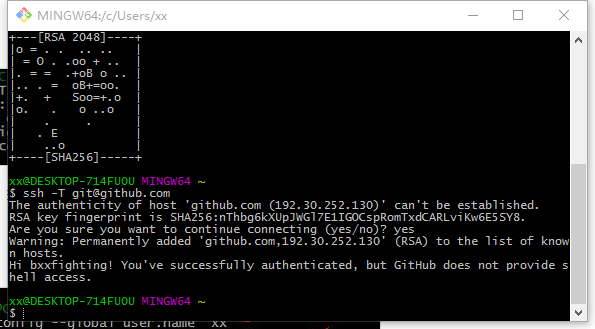 MINGW64:/c/Users/xx
+---[RSA 2048]----+
|o = . .  .. ..   |
| = O . .oo + ..  |
|. = =  .+oB o .. |
|.. . =  oB+=oo.  |
|+.  +   Soo=+.o  |
|o.   .   o ..o   |
|     .     .     |
|    . E          |
|     ..o         |
+----[SHA256]-----+
xx@DESKTOP-714FUOU MINGW64 ~
$ ssh -T git@github.com
The authenticity of host 'github.com (192.30.252.130)' can't be established.
RSA key fingerprint is SHA256:nThbg6kXUpJWGl7E1IGOCspRomTxdCARLviKw6E5SY8.
Are you sure you want to continue connecting (yes/no)? yes
Warning: Permanently added 'github.com,192.30.252.130' (RSA) to the list of know
n hosts.
Hi bxxfighting! You've successfully authenticated, but GitHub does not provide s
hell access.
xx@DESKTOP-714FUOU MINGW64 ~
$
config --global user.name "xx"